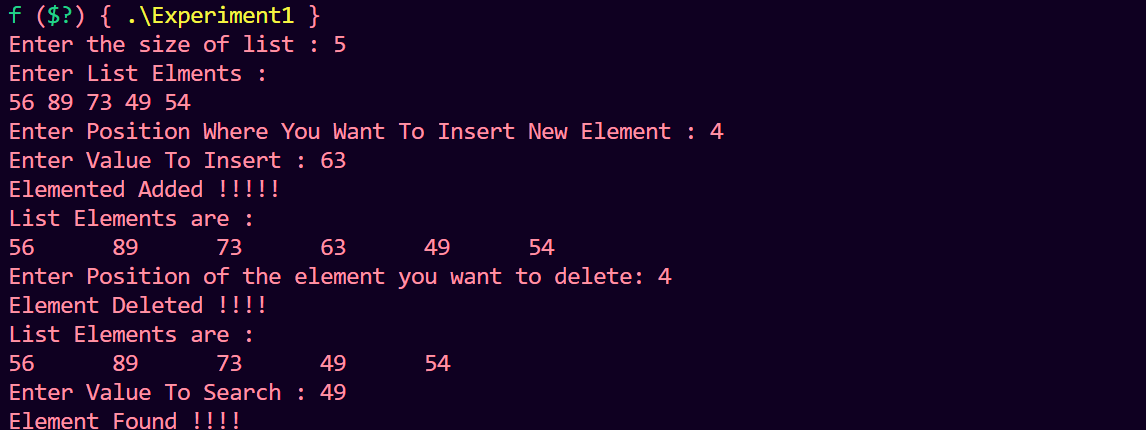 f ($?) { .\Experiment1 }
Enter the size of list : 5
Enter List Elments :
56 89 73 49 54
Enter Position Where You Want To Insert New Element : 4
Enter Value To Insert : 63
Elemented Added !!!!!
List Elements are :
56      89      73      63      49      54
Enter Position of the element you want to delete: 4
Element Deleted !!!!
List Elements are :
56      89      73      49      54
Enter Value To Search : 49
Element Found !!!!